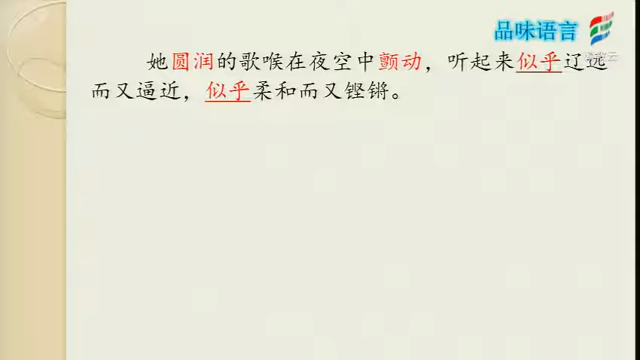 品味语言
她圆润的歌喉在夜空中颤动，听起来似乎辽远
而又逼近，似乎柔和而又铿锵。